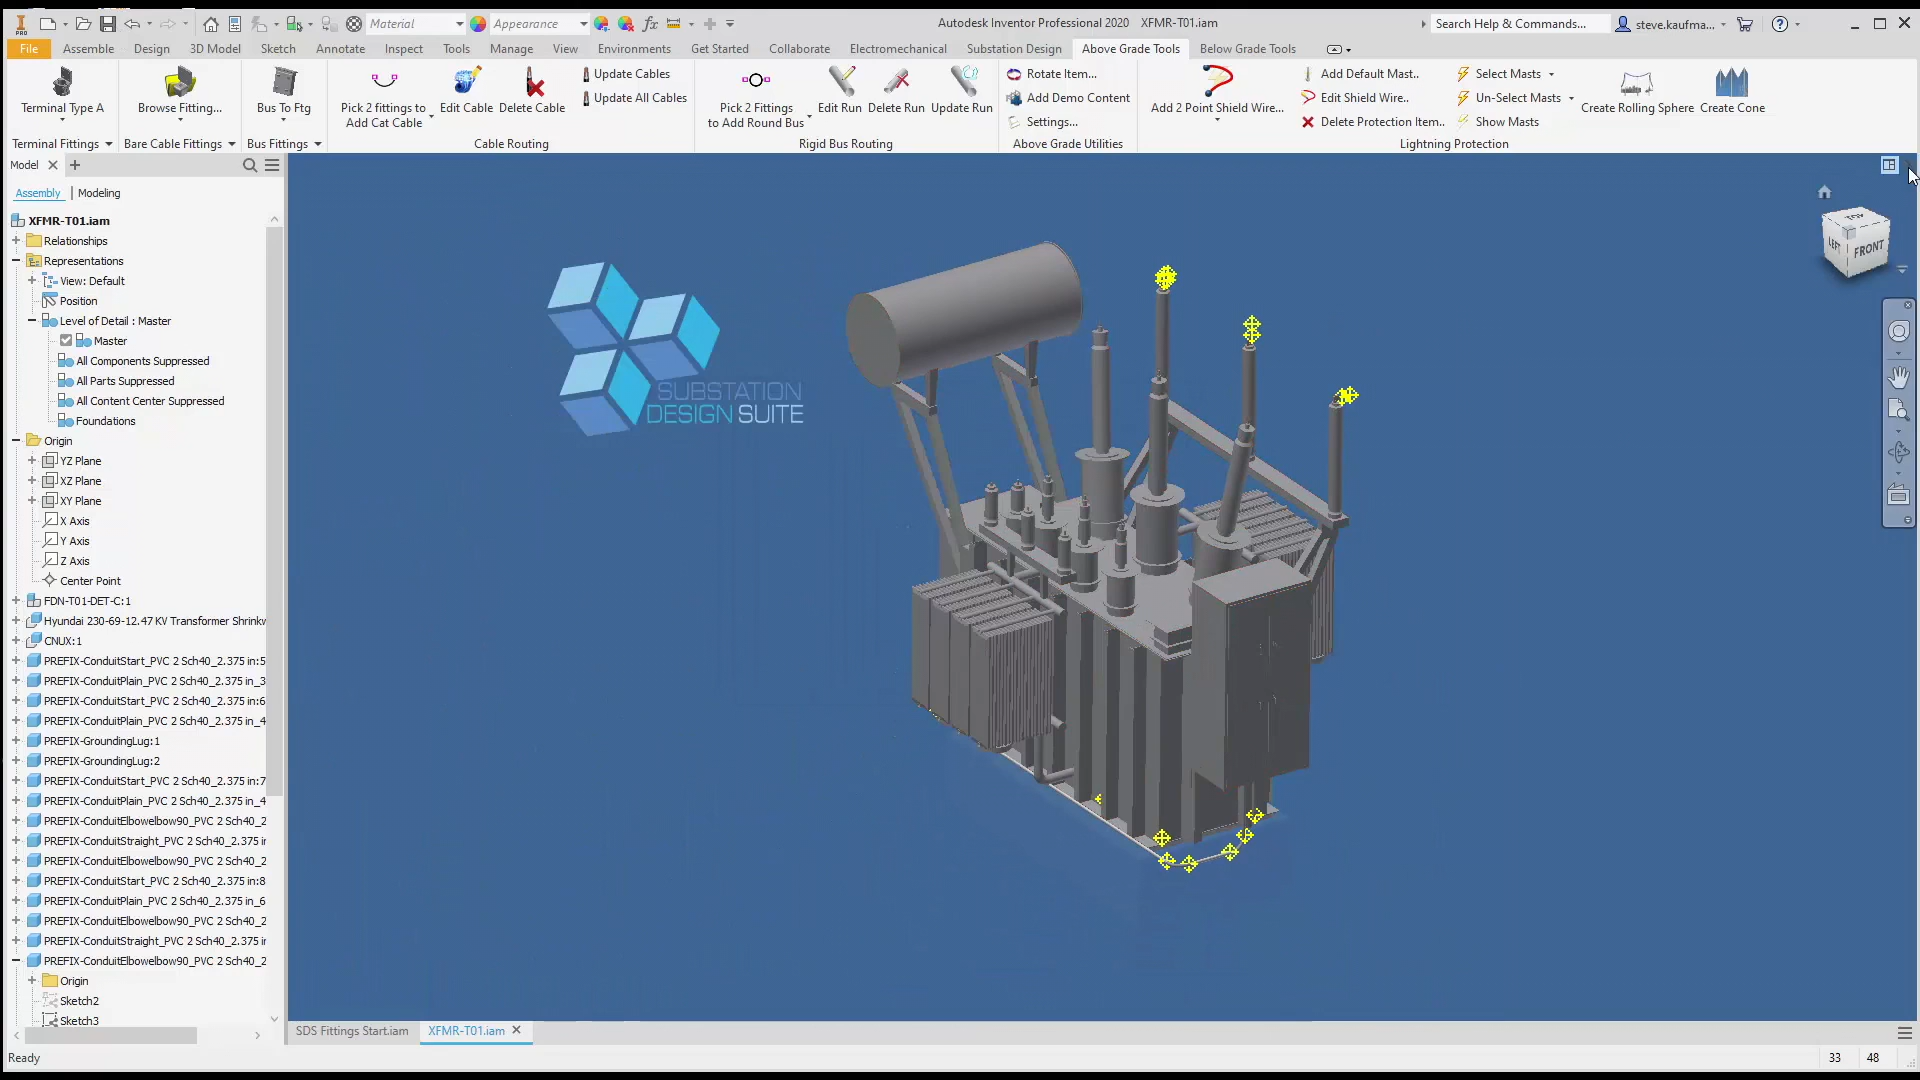 Material
Appearance
Autodesk Inventor Professional 2020 XFMR-T01.iam
Search Help & Commands...
steve.kaufma...
File Assemble Design 3D Model Sketch Annotate Inspect Tools Manage View Environments Get Started Collaborate Electromechanical Substation Design Above Grade Tools Below Grade Tools
Terminal Type A
Browse Fitting...
Bus To Ftg
Pick 2 fittings to
Add Cat Cable
Edit Cable
Delete Cable
Update Cables
Update All Cables
Pick 2 Fittings
to Add Round Bus
Edit Run
Delete Run
Update Run
Rotate Item...
Add Demo Content
Settings...
Add 2 Point Shield Wire...
Add Default Mast..
Edit Shield Wire..
Delete Protection Item..
Select Masts
Un-Select Masts
Show Masts
Create Rolling Sphere
Create Cone
Terminal Fittings
Bare Cable Fittings
Bus Fittings
Cable Routing
Rigid Bus Routing
Above Grade Utilities
Lightning Protection
Model
Assembly
Modeling
XFMR-T01.iam
Relationships
Representations
View: Default
Position
Level of Detail : Master
Master
All Components Suppressed
All Parts Suppressed
All Content Center Suppressed
Foundations
Origin
YZ Plane
XZ Plane
XY Plane
X Axis
Y Axis
Z Axis
Center Point
FDN-T01-DET-C:1
Hyundai 230-69-12.47 KV Transformer Shrinkw
CNUX:1
PREFIX-ConduitStart_PVC 2 Sch40_2.375 in:5
PREFIX-ConduitPlain_PVC 2 Sch40_2.375 in_3
PREFIX-ConduitStart_PVC 2 Sch40_2.375 in:6
PREFIX-ConduitPlain_PVC 2 Sch40_2.375 in_4
PREFIX-GroundingLug:1
PREFIX-GroundingLug:2
PREFIX-ConduitStart_PVC 2 Sch40_2.375 in:7
PREFIX-ConduitPlain_PVC 2 Sch40_2.375 in_4
PREFIX-ConduitElbowelbow90_PVC 2 Sch40_2
PREFIX-ConduitStraight_PVC 2 Sch40_2.375 in
PREFIX-ConduitElbowelbow90_PVC 2 Sch40_2
PREFIX-ConduitStart_PVC 2 Sch40_2.375 in:8
PREFIX-ConduitPlain_PVC 2 Sch40_2.375 in_6
PREFIX-ConduitElbowelbow90_PVC 2 Sch40_2
PREFIX-ConduitStraight_PVC 2 Sch40_2.375 in
PREFIX-ConduitElbowelbow90_PVC 2 Sch40_2
Origin
Sketch2
Sketch3
SUBSTATION
DESIGN SUITE
TOP
LEFT
FRONT
SDS Fittings Start.iam
XFMR-T01.iam
Ready
33
48